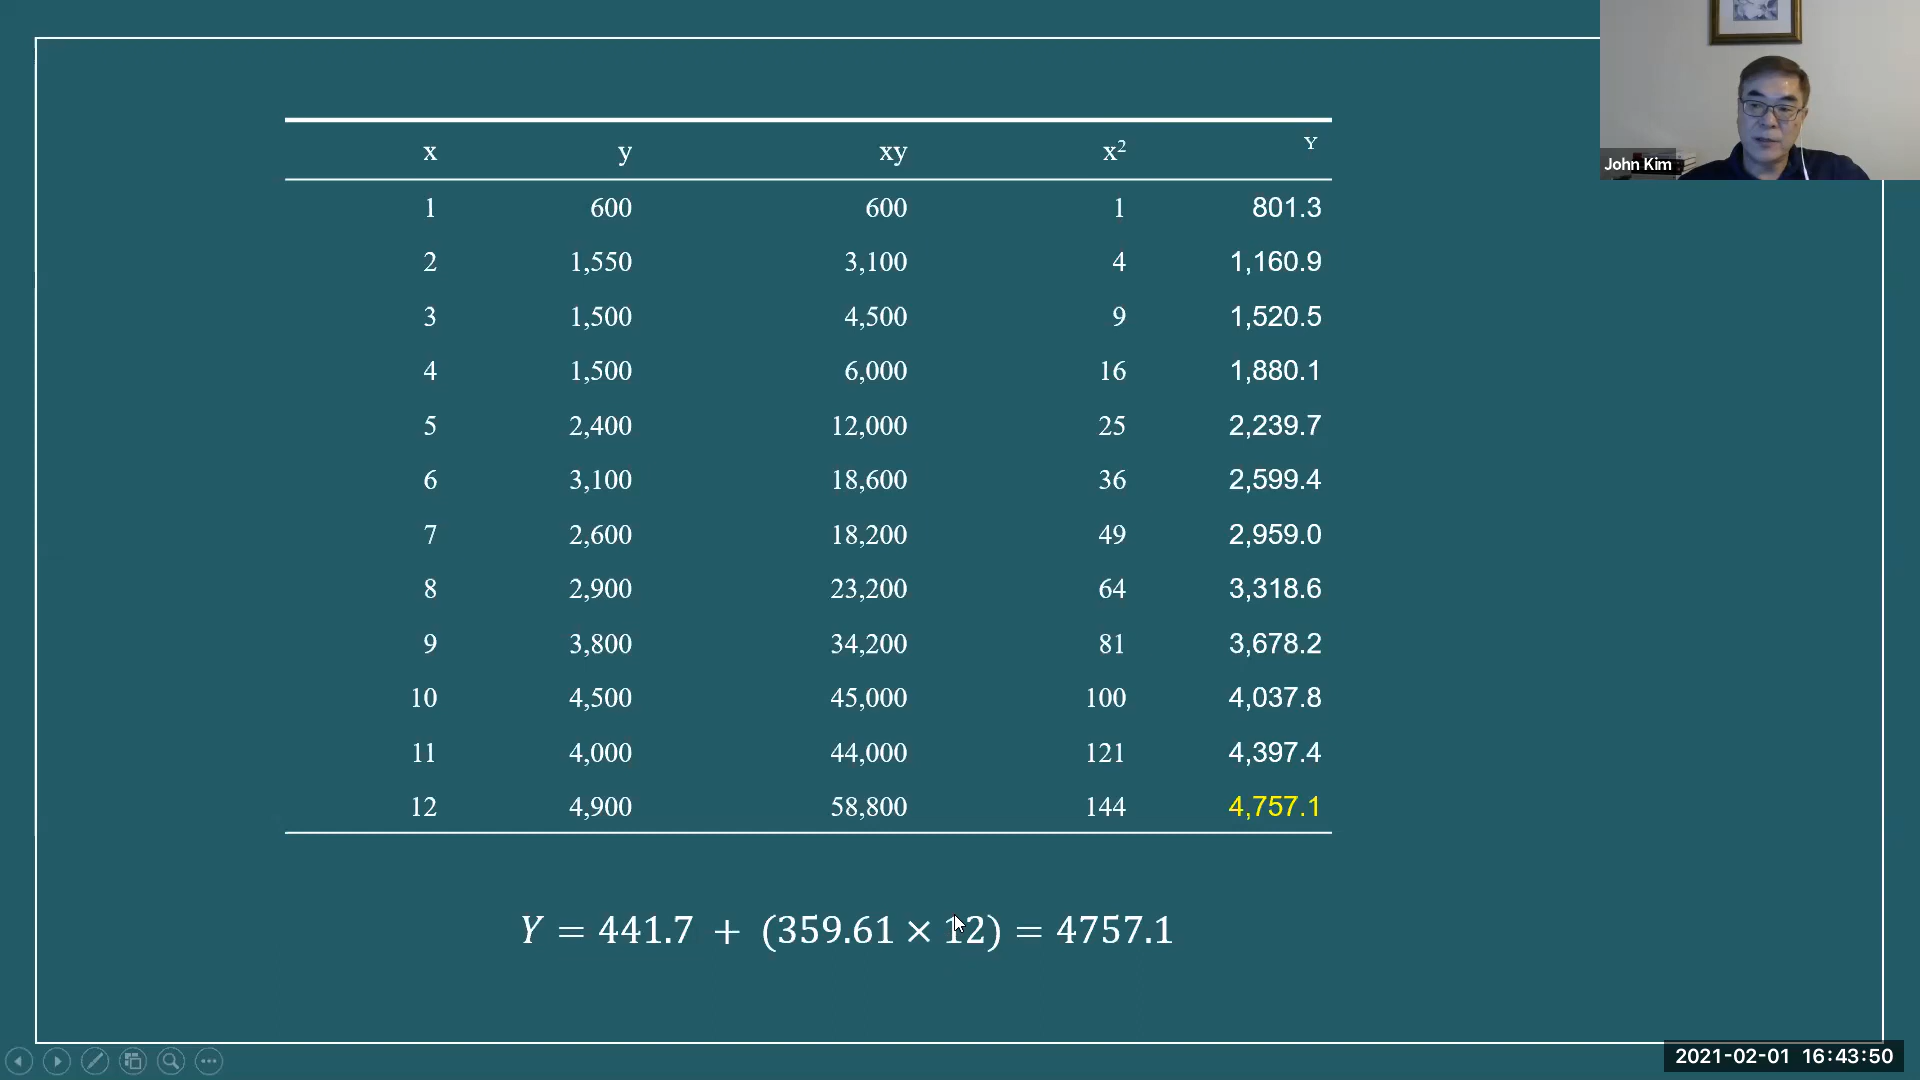 John Kim
x y xy x² Y
1 600 600 1 801.3
2 1,550 3,100 4 1,160.9
3 1,500 4,500 9 1,520.5
4 1,500 6,000 16 1,880.1
5 2,400 12,000 25 2,239.7
6 3,100 18,600 36 2,599.4
7 2,600 18,200 49 2,959.0
8 2,900 23,200 64 3,318.6
9 3,800 34,200 81 3,678.2
10 4,500 45,000 100 4,037.8
11 4,000 44,000 121 4,397.4
12 4,900 58,800 144 4,757.1
Y = 441.7 + (359.61 × 12) = 4757.1
2021-02-01 16:43:50